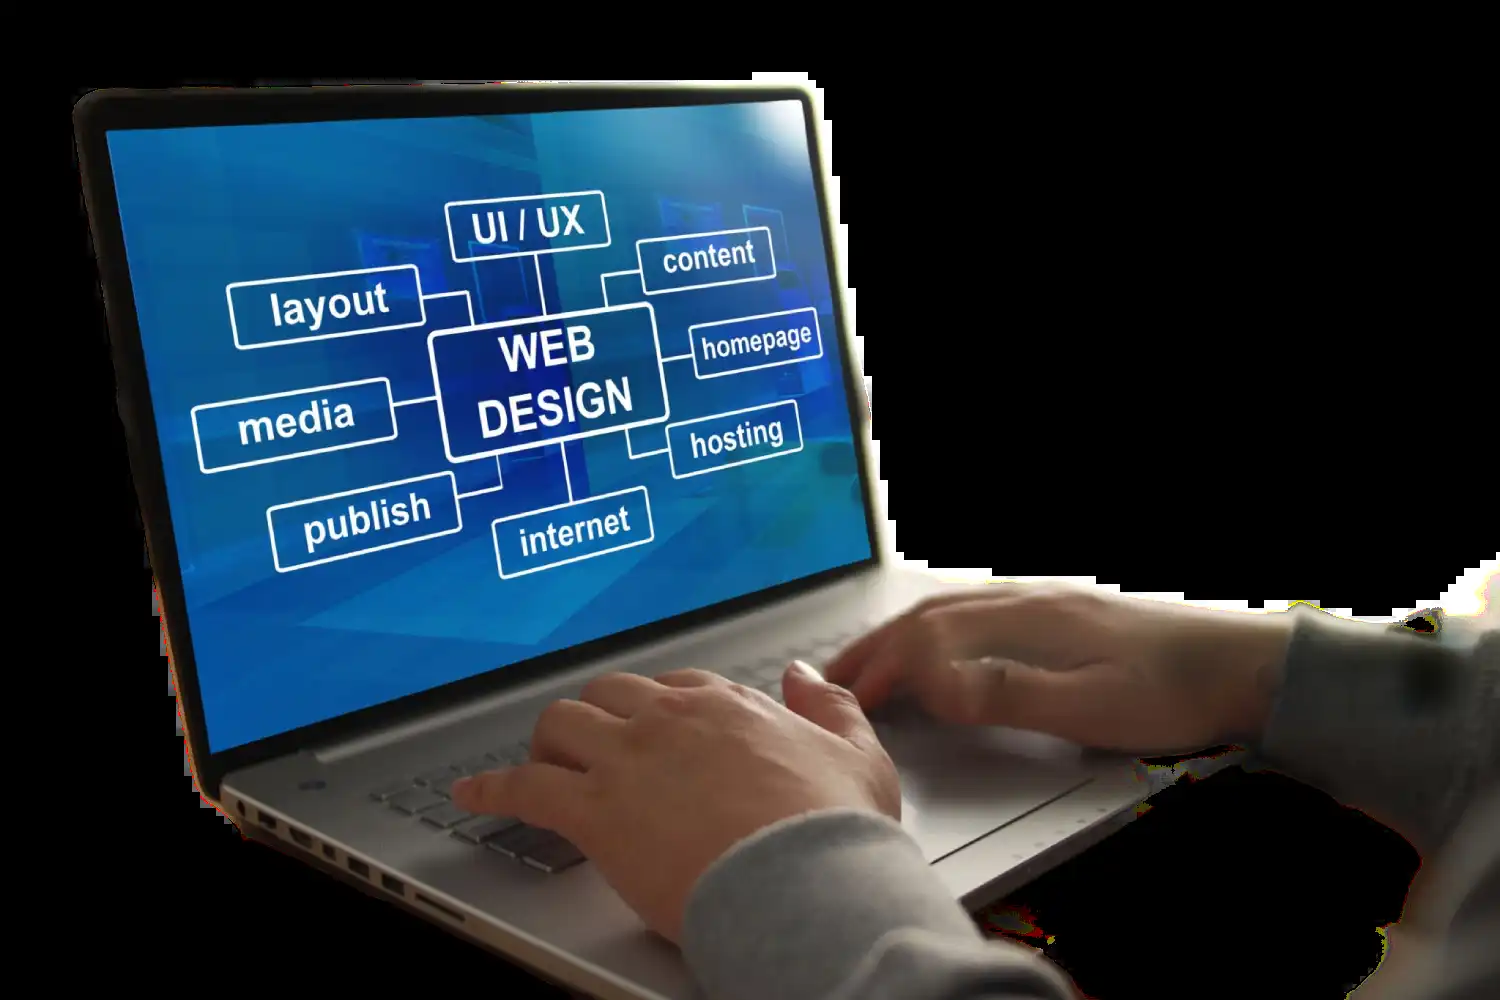 UI / UX
content
layout
WEB
DESIGN
homepage
media
hosting
publish
internet